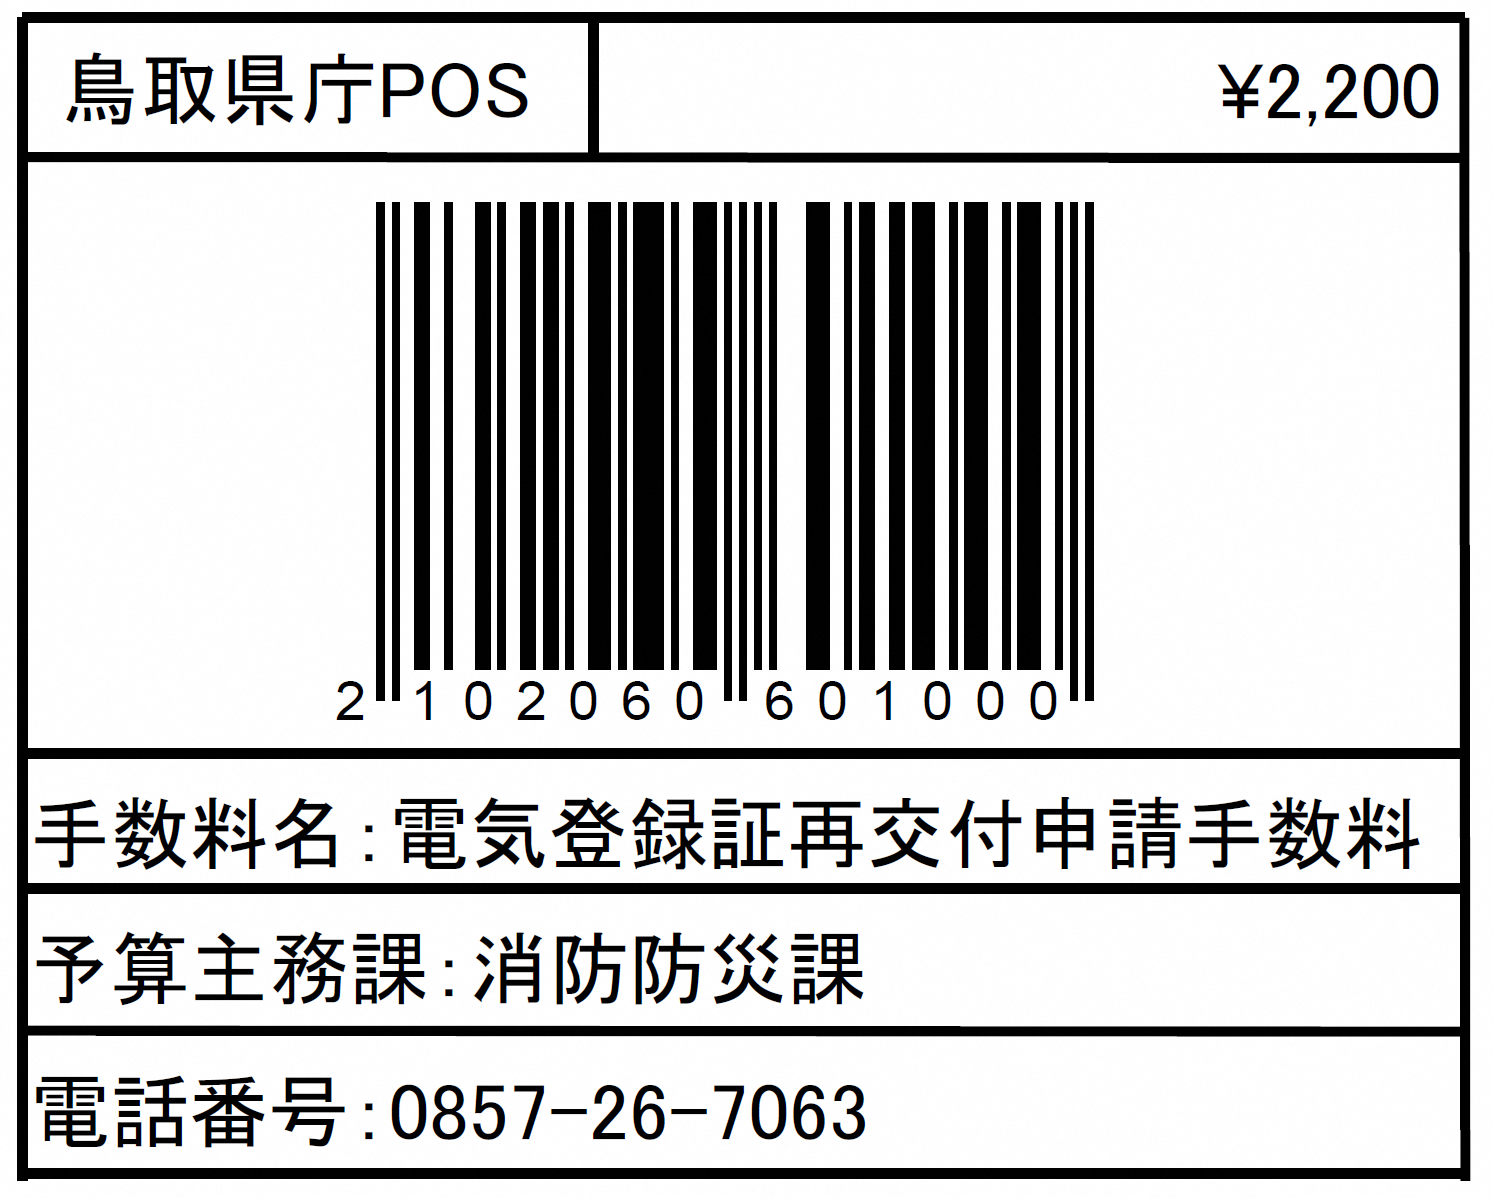 鳥取県庁POS ¥2,200
2 102060 601000
手数料名:電気登録証再交付申請手数料
予算主務課:消防防災課
電話番号:0857-26-7063